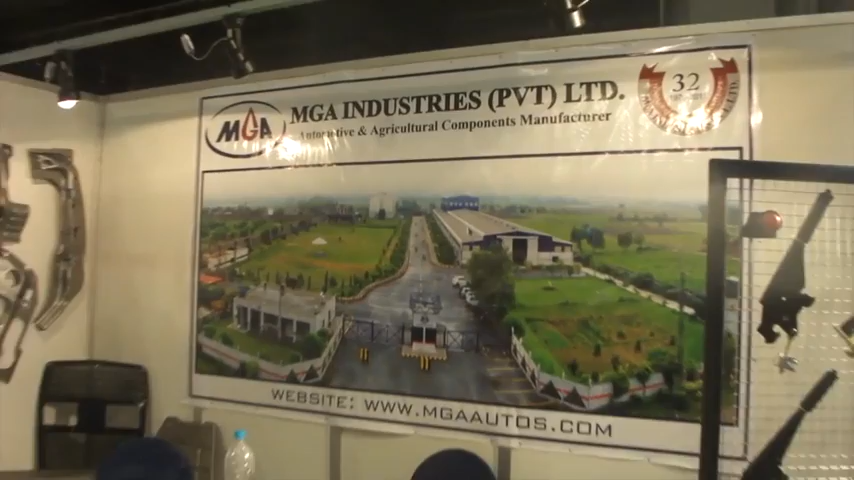 MGA
MGA INDUSTRIES (PVT) LTD.
Automotive & Agricultural Components Manufacturer
32
WEBSITE: WWW.MGAAUTOS.COM